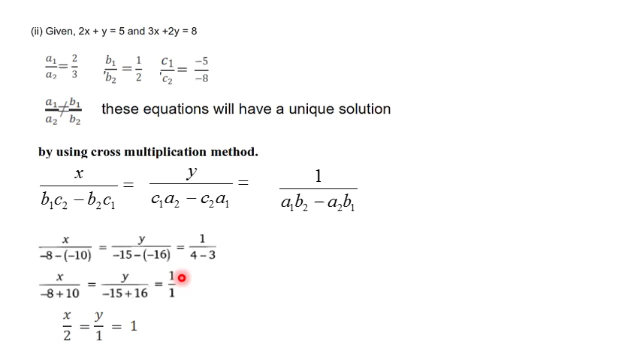 (ii) Given, 2x + y = 5 and 3x +2y = 8
a₁/a₂ = 2/3 b₁/b₂ = 1/2 c₁/c₂ = -5/-8
a₁/a₂ ≠ b₁/b₂ these equations will have a unique solution
by using cross multiplication method.
x/(b₁c₂ − b₂c₁) = y/(c₁a₂ − c₂a₁) = 1/(a₁b₂ − a₂b₁)
x/(−8−(−10)) = y/(−15−(−16)) = 1/(4−3)
x/(−8+10) = y/(−15+16) = 1/1
x/2 = y/1 = 1